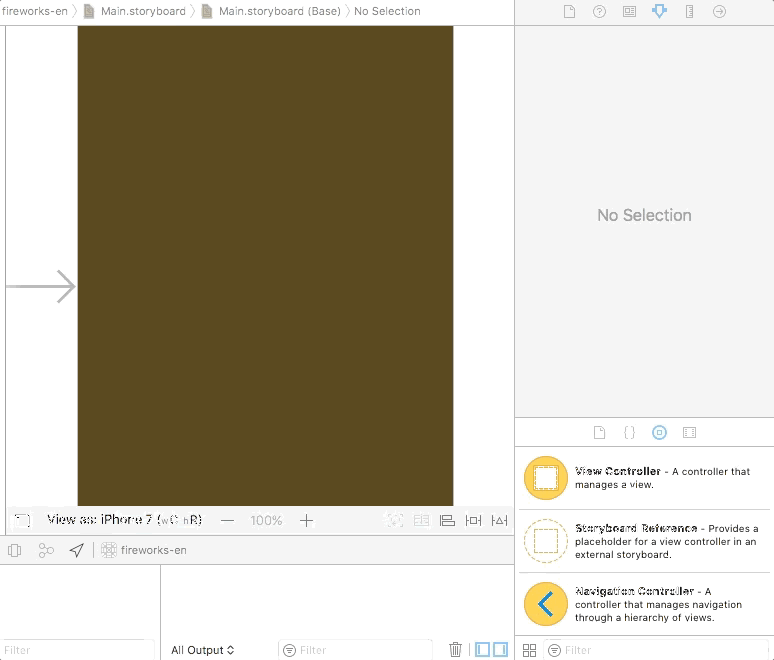 fireworks-en 〉 Main.storyboard 〉 Main.storyboard (Base) 〉No Selection
No Selection
View Controller - A controller that
manages a view.
View as: iPhone 7 (wC hR)
100%
Storyboard Reference - Provides a
placeholder for a view controller in an
external storyboard.
fireworks-en
Navigation Controller - A
controller that manages navigation
through a hierarchy of views.
Filter
All Output
Filter
Filter